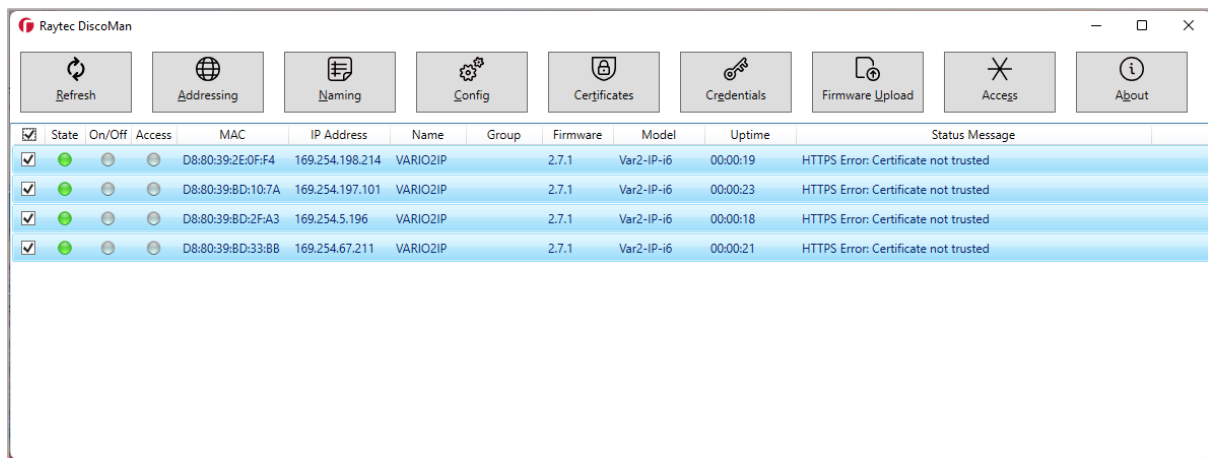 Raytec DiscoMan
Refresh Addressing Naming Config Certificates Credentials Firmware Upload Access About
State On/Off Access MAC IP Address Name Group Firmware Model Uptime Status Message
D8:80:39:2E:0F:F4 169.254.198.214 VARIO2IP 2.7.1 Var2-IP-i6 00:00:19 HTTPS Error: Certificate not trusted
D8:80:39:BD:10:7A 169.254.197.101 VARIO2IP 2.7.1 Var2-IP-i6 00:00:23 HTTPS Error: Certificate not trusted
D8:80:39:BD:2F:A3 169.254.5.196 VARIO2IP 2.7.1 Var2-IP-i6 00:00:18 HTTPS Error: Certificate not trusted
D8:80:39:BD:33:BB 169.254.67.211 VARIO2IP 2.7.1 Var2-IP-i6 00:00:21 HTTPS Error: Certificate not trusted